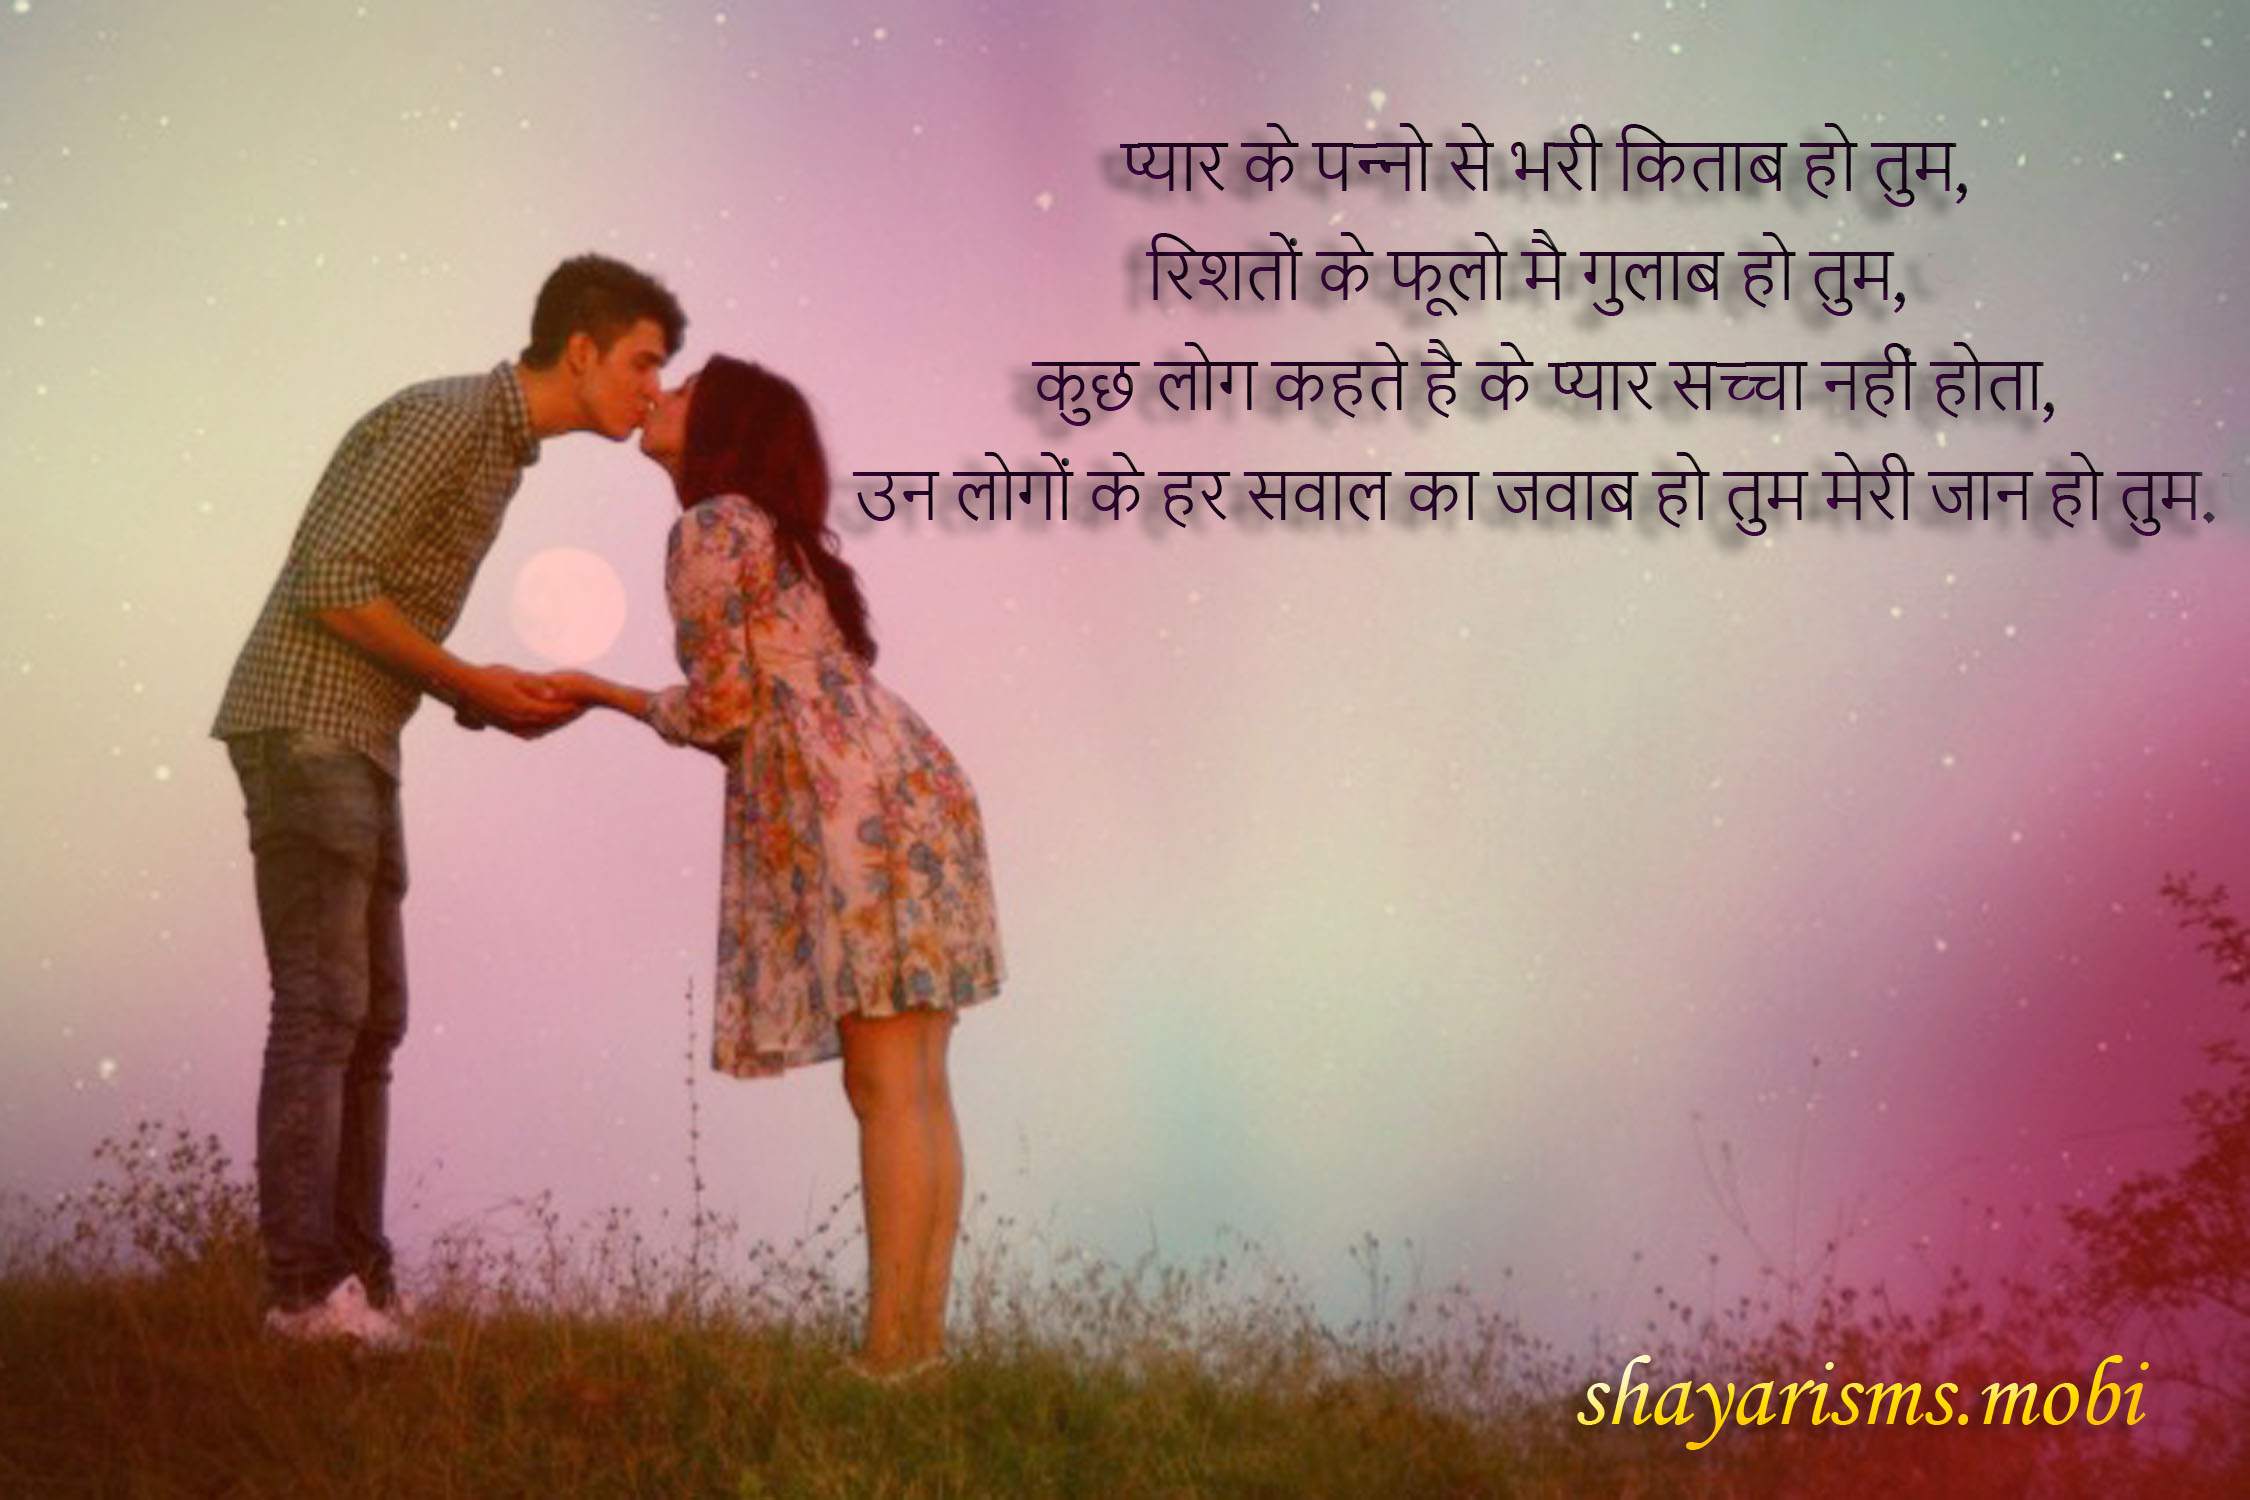 प्यार के पन्नो से भरी किताब हो तुम,
रिशतों के फूलो मै गुलाब हो तुम,
कुछ लोग कहते है के प्यार सच्चा नहीं होता,
उन लोगों के हर सवाल का जवाब हो तुम मेरी जान हो तुम.
shayarisms.mobi